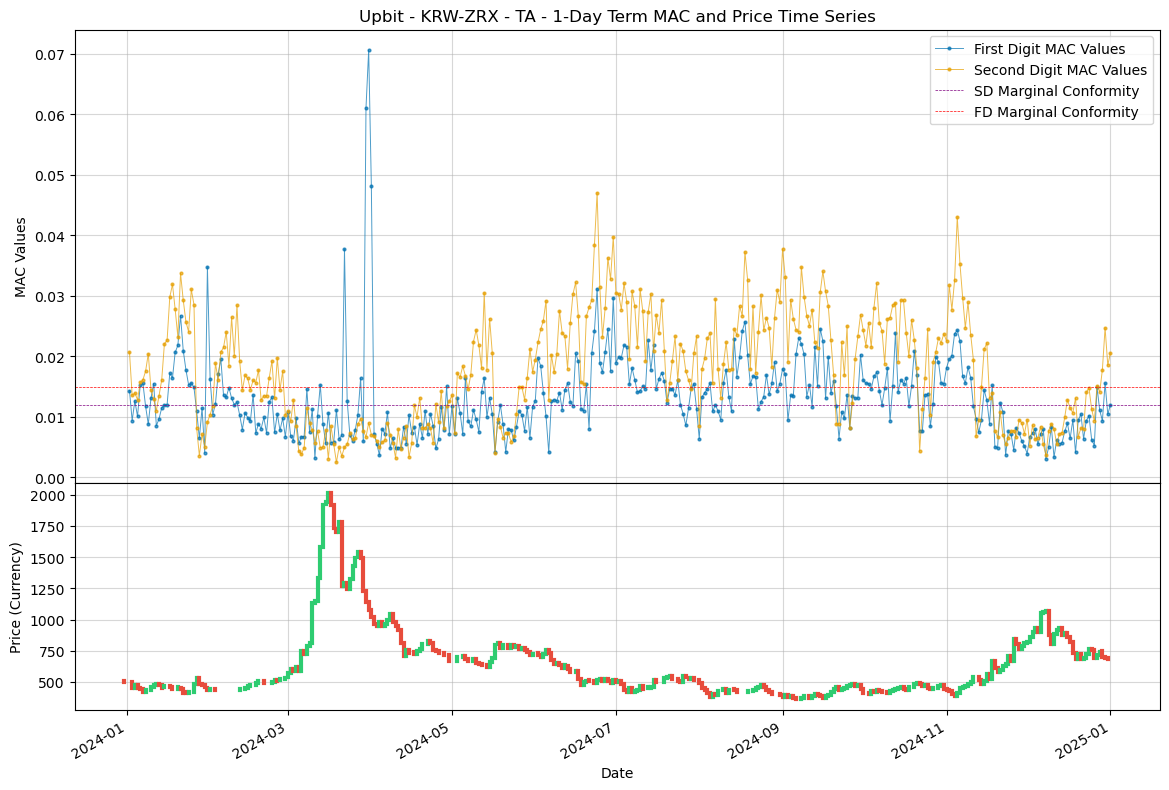 Upbit - KRW-ZRX - TA - 1-Day Term MAC and Price Time Series
First Digit MAC Values
Second Digit MAC Values
SD Marginal Conformity
FD Marginal Conformity
MAC Values
0.07
0.06
0.05
0.04
0.03
0.02
0.01
0.00
Price (Currency)
2000
1750
1500
1250
1000
750
500
2024-01
2024-03
2024-05
2024-07
2024-09
2024-11
2025-01
Date